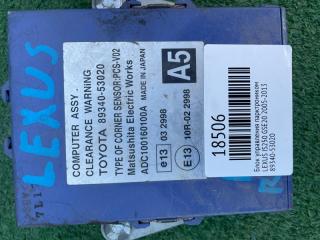 LEXUS
COMPUTER ASSY
CLEARANCE WARNING
TOYOTA 89340-53020
TYPE OF CORNER SENSOR:PCS-V02
Matsushita Electric Works
ADC100160100A MADE IN JAPAN
A5
e13 03 2998
E13 10R-02 2998
18506
Блок управления парктроником
LEXUS IS250 GSE20 2005-2013
89340-53020